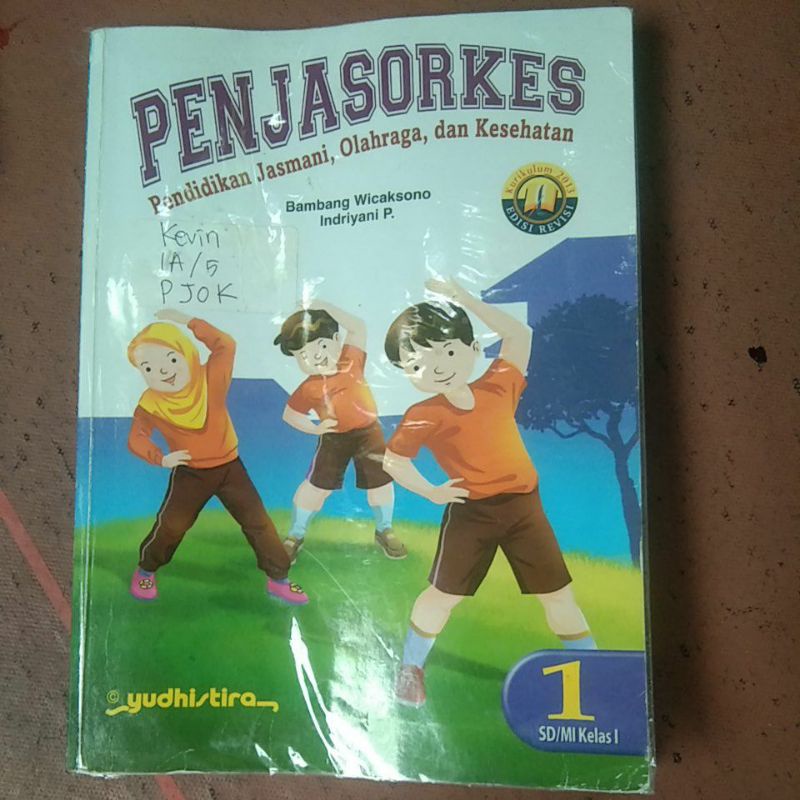 PENJASORKES
Pendidikan Jasmani, Olahraga, dan Kesehatan
Bambang Wicaksono
Indriyani P.
Kurikulum 2013
EDISI REVISI
Kevin
1A/5
PJOK
© yudhistira
1
SD/MI Kelas I